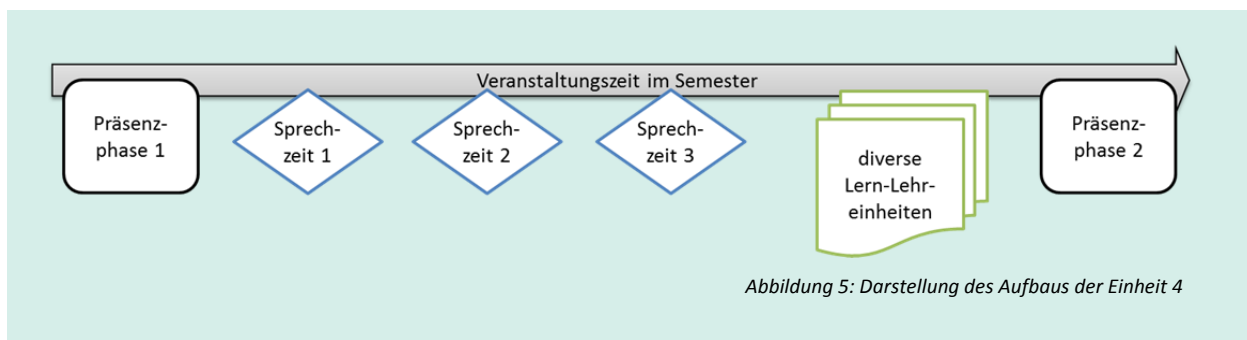 Veranstaltungszeit im Semester
Präsenz-
phase 1
Sprech-
zeit 1
Sprech-
zeit 2
Sprech-
zeit 3
diverse
Lern-Lehr-
einheiten
Präsenz-
phase 2
Abbildung 5: Darstellung des Aufbaus der Einheit 4